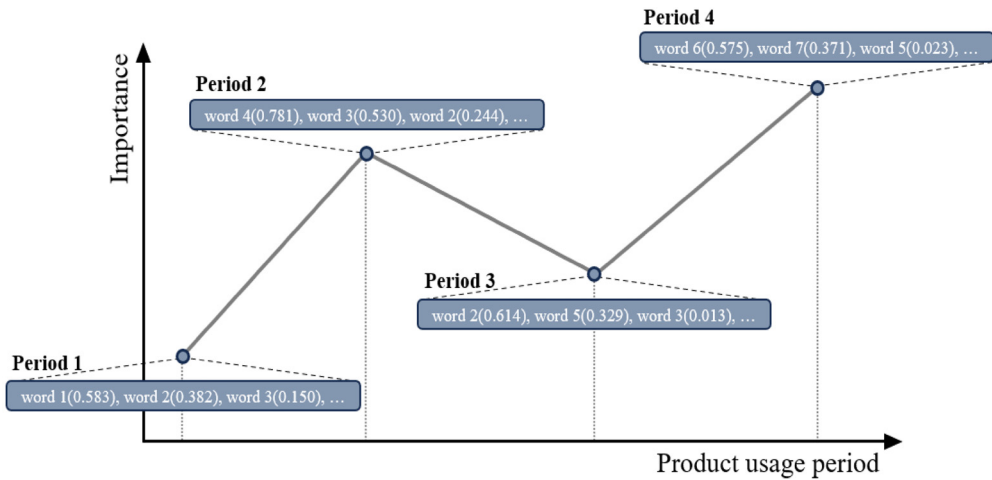 Period 4
word 6(0.575), word 7(0.371), word 5(0.023), ...
Importance
Period 2
word 4(0.781), word 3(0.530), word 2(0.244), ...
Period 3
word 2(0.614), word 5(0.329), word 3(0.013), ...
Period 1
word 1(0.583), word 2(0.382), word 3(0.150), ...
Product usage period